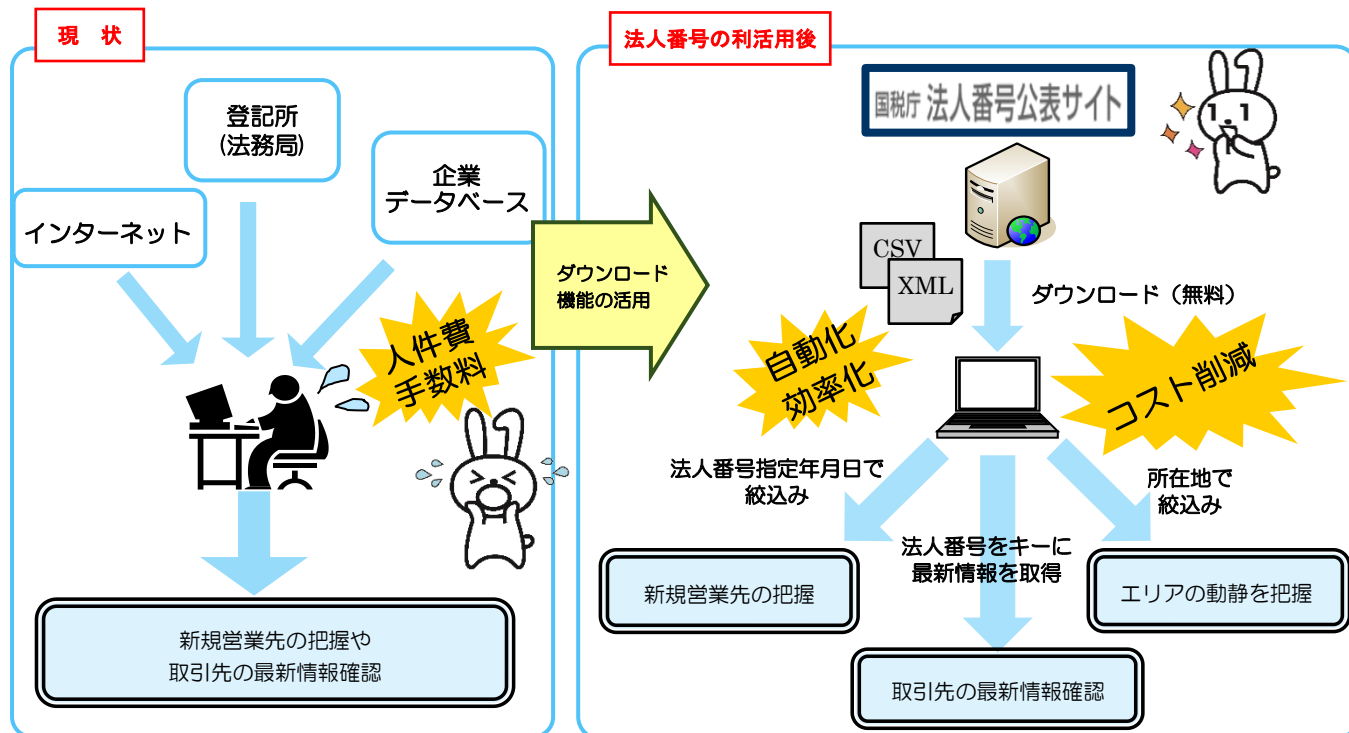 現　状
登記所
(法務局)
企業
データベース
インターネット
人件費
手数料
新規営業先の把握や
取引先の最新情報確認
ダウンロード
機能の活用
法人番号の利活用後
国税庁 法人番号公表サイト
11
CSV
XML
ダウンロード（無料）
自動化
効率化
コスト削減
法人番号指定年月日で
絞込み
所在地で
絞込み
法人番号をキーに
最新情報を取得
新規営業先の把握
エリアの動静を把握
取引先の最新情報確認